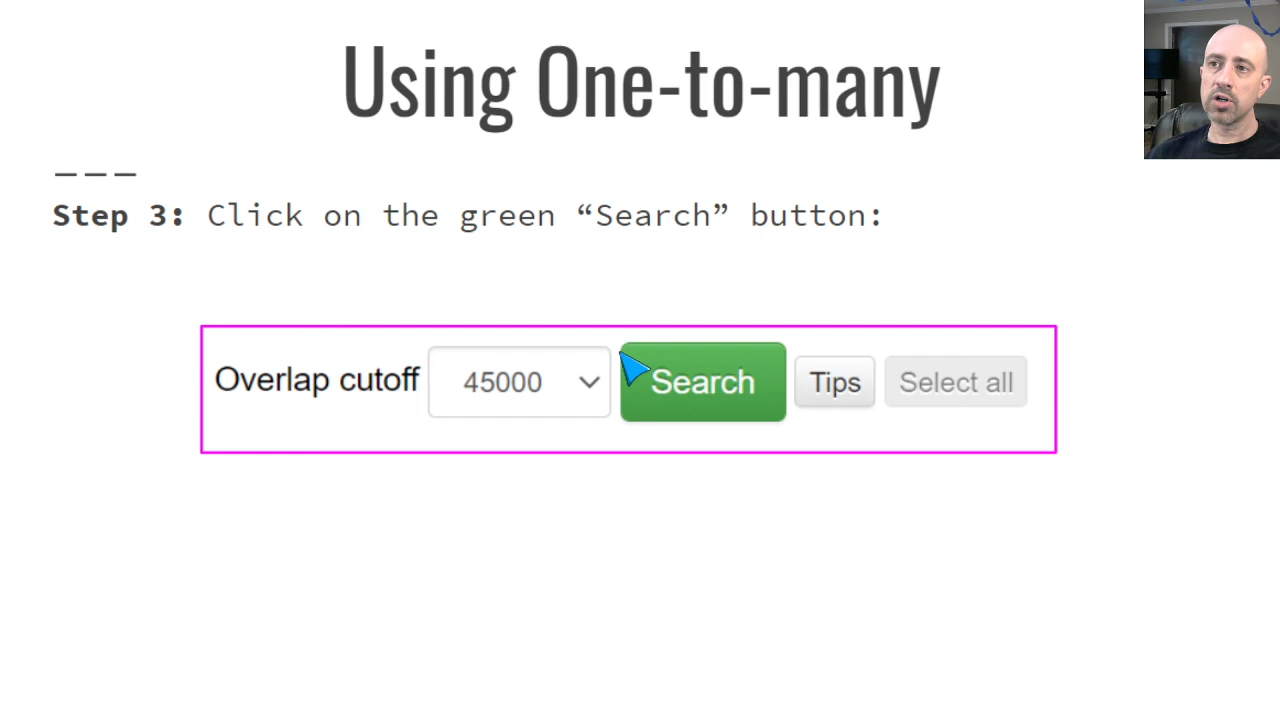 Using One-to-many
Step 3: Click on the green “Search” button:
Overlap cutoff 45000 Search Tips Select all